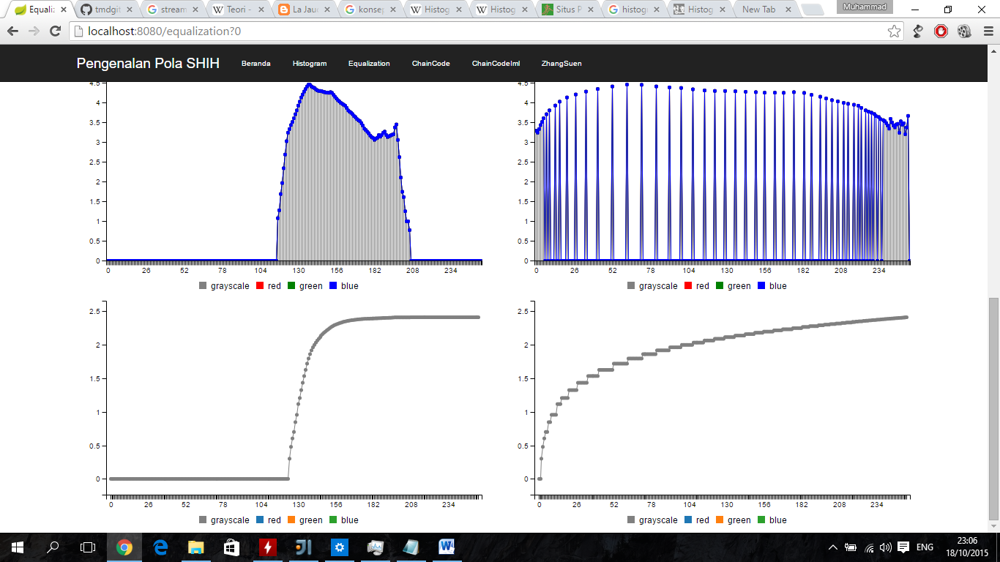 Equali tmdgit stream Teori - La Jau konsep Histog Histog Situs P histogr Histog New Tab Muhammad
localhost:8080/equalization?0
Pengenalan Pola SHIH Beranda Histogram Equalization ChainCode ChainCodeIml ZhangSuen
4.5 4.5
4 4
3.5 3.5
3 3
2.5 2.5
2 2
1.5 1.5
1 1
0.5 0.5
0 0
0 26 52 78 104 130 156 182 208 234 0 26 52 78 104 130 156 182 208 234
grayscale red green blue grayscale red green blue
2.5 2.5
2 2
1.5 1.5
1 1
0.5 0.5
0 0
0 26 52 78 104 130 156 182 208 234 0 26 52 78 104 130 156 182 208 234
grayscale red green blue grayscale red green blue
ENG 23:06
18/10/2015